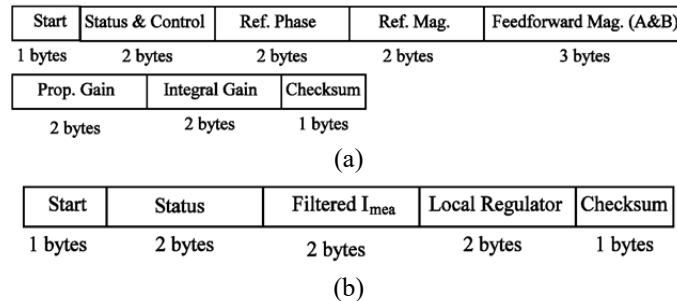 Start Status & Control Ref. Phase Ref. Mag. Feedforward Mag. (A&B)
1 bytes 2 bytes 2 bytes 2 bytes 3 bytes
Prop. Gain Integral Gain Checksum
2 bytes 2 bytes 1 bytes
(a)
Start Status Filtered Imea Local Regulator Checksum
1 bytes 2 bytes 2 bytes 2 bytes 1 bytes
(b)